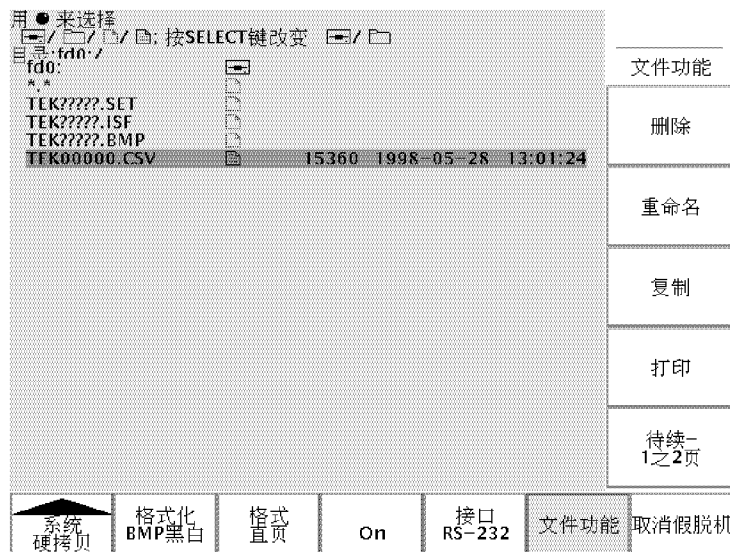 用 ● 来选择
/ / / ; 按SELECT键改变 /
目录:fd0:/
fd0:
*.*
TEK?????.SET
TEK?????.ISF
TEK?????.BMP
TEK00000.CSV 15360 1998-05-28 13:01:24
文件功能
删除
重命名
复制
打印
待续-
1之2页
系统
硬拷贝
格式化
BMP黑白
格式
直页
On
接口
RS-232
文件功能
取消假脱机